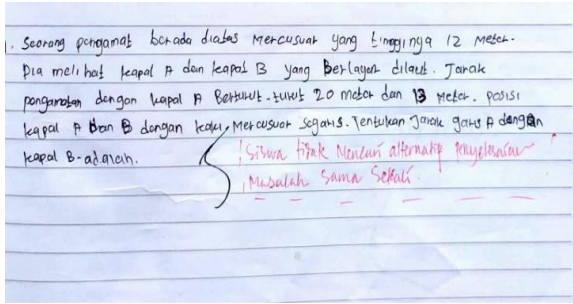 1. Seorang pengamat berada diatas Mercusuar yang tingginya 12 Meter.
Dia melihat kapal A dan kapal B yang Berlayar dilaut. Jarak
pengamatan dengan kapal A Berturut-turut 20 meter dan 13 Meter. posisi
kapal A dan B dengan kaki Mercusuar segaris. Tentukan Jarak garis A dengan
kapal B adalah.
Siswa tidak Mencari alternatif penyelesaian
Masalah Sama Sekali.